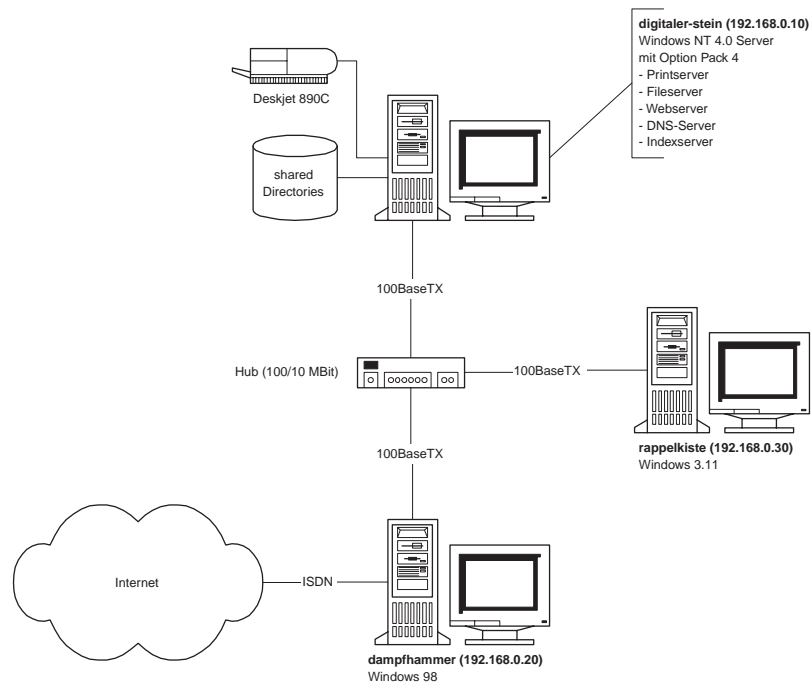 digitaler-stein (192.168.0.10)
Windows NT 4.0 Server
mit Option Pack 4
- Printserver
- Fileserver
- Webserver
- DNS-Server
- Indexserver
Deskjet 890C
shared
Directories
100BaseTX
Hub (100/10 MBit)
100BaseTX
rappelkiste (192.168.0.30)
Windows 3.11
100BaseTX
Internet
ISDN
dampfhammer (192.168.0.20)
Windows 98